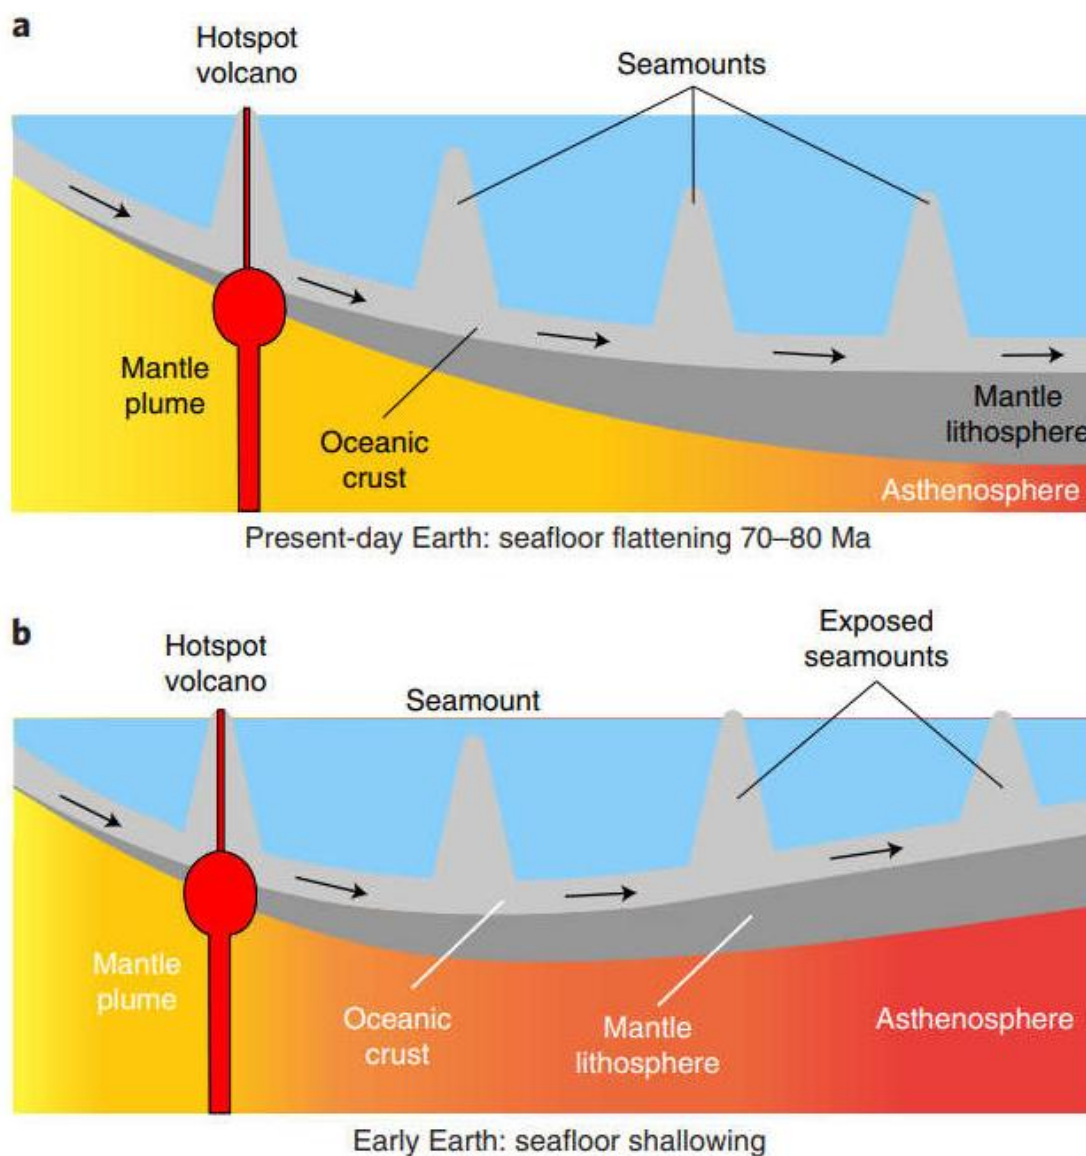 a
Hotspot
volcano
Seamounts
Mantle
plume
Oceanic
crust
Mantle
lithosphere
Asthenosphere
Present-day Earth: seafloor flattening 70–80 Ma
b
Hotspot
volcano
Seamount
Exposed
seamounts
Mantle
plume
Oceanic
crust
Mantle
lithosphere
Asthenosphere
Early Earth: seafloor shallowing